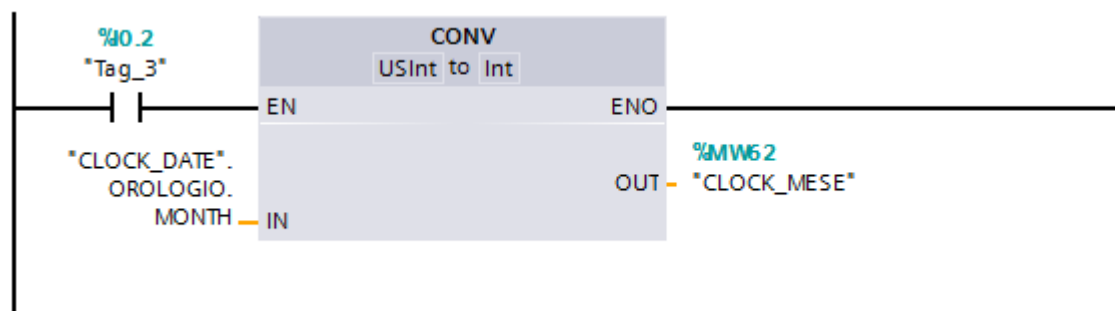 %I0.2
"Tag_3"
CONV
USInt to Int
EN
ENO
"CLOCK_DATE".
OROLOGIO.
MONTH
IN
OUT
%MW62
"CLOCK_MESE"